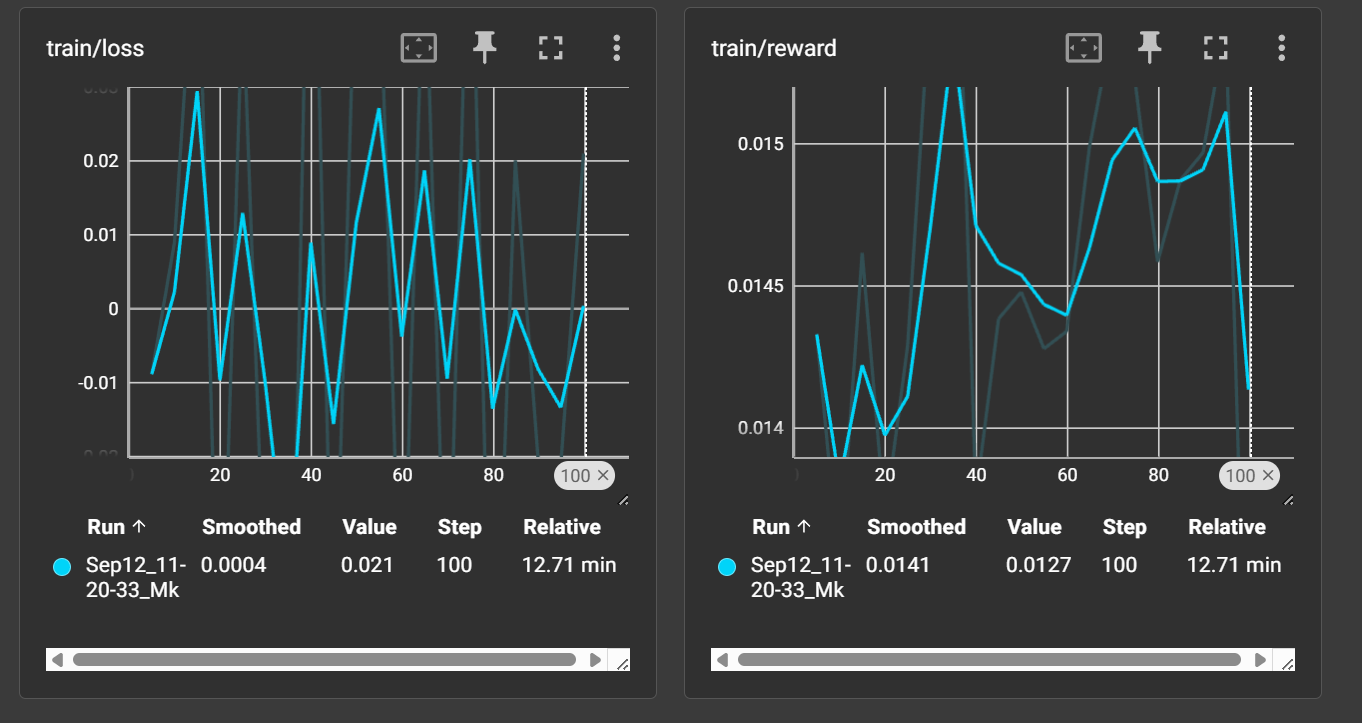 train/loss
0.03
0.02
0.01
0
-0.01
20 40 60 80 100 ×
Run ↑ Smoothed Value Step Relative
Sep12_11- 0.0004 0.021 100 12.71 min
20-33_Mk
train/reward
0.015
0.0145
0.014
20 40 60 80 100 ×
Run ↑ Smoothed Value Step Relative
Sep12_11- 0.0141 0.0127 100 12.71 min
20-33_Mk